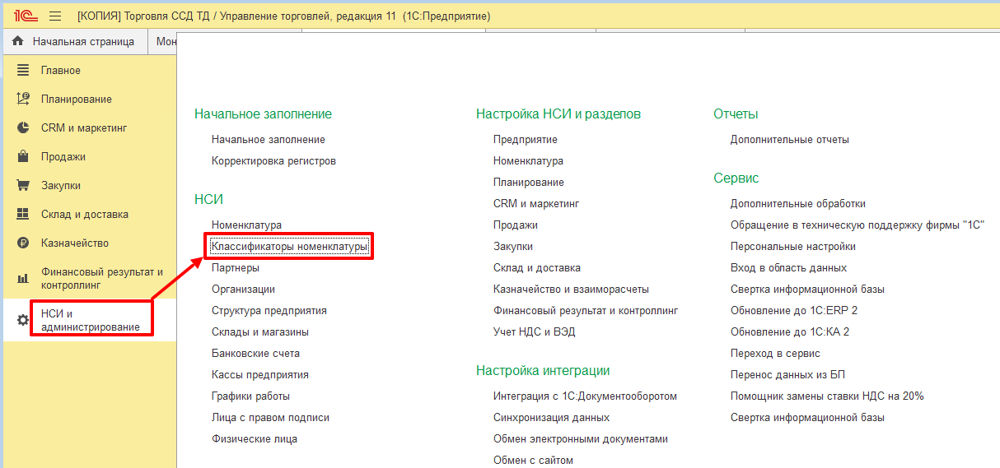 1С [КОПИЯ] Торговля ССД ТД / Управление торговлей, редакция 11 (1С:Предприятие)
Начальная страница
Мон
Главное
Планирование
CRM и маркетинг
Продажи
Закупки
Склад и доставка
Казначейство
Финансовый результат и
контроллинг
НСИ и
администрирование
Начальное заполнение
Начальное заполнение
Корректировка регистров
НСИ
Номенклатура
Классификаторы номенклатуры
Партнеры
Организации
Структура предприятия
Склады и магазины
Банковские счета
Кассы предприятия
Графики работы
Лица с правом подписи
Физические лица
Настройка НСИ и разделов
Предприятие
Номенклатура
Планирование
CRM и маркетинг
Продажи
Закупки
Склад и доставка
Казначейство и взаиморасчеты
Финансовый результат и контроллинг
Учет НДС и ВЭД
Настройка интеграции
Интеграция с 1С:Документооборотом
Синхронизация данных
Обмен электронными документами
Обмен с сайтом
Отчеты
Дополнительные отчеты
Сервис
Дополнительные обработки
Обращение в техническую поддержку фирмы "1С"
Персональные настройки
Вход в область данных
Свертка информационной базы
Обновление до 1С:ERP 2
Обновление до 1С:КА 2
Переход в сервис
Перенос данных из БП
Помощник замены ставки НДС на 20%
Свертка информационной базы